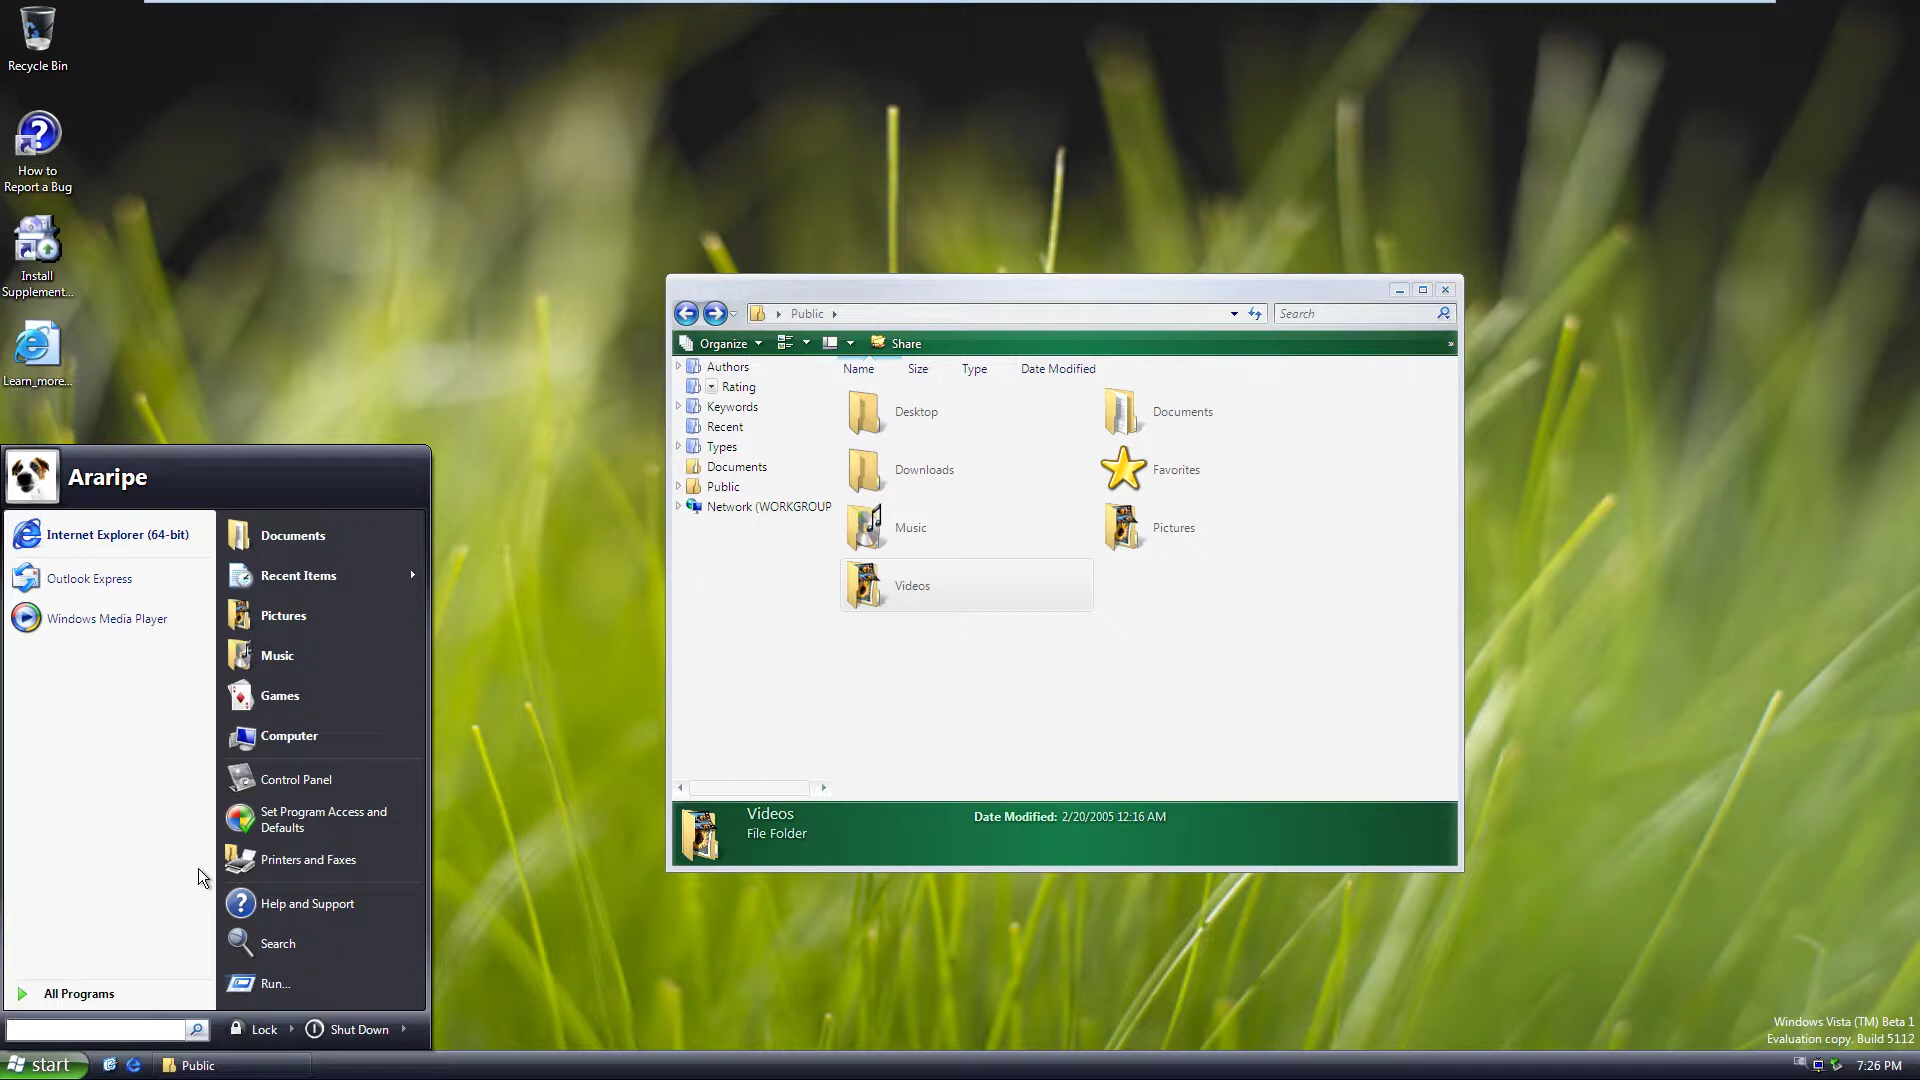 Recycle Bin
How to
Report a Bug
Install
Supplement...
Learn_more...
Public
Search
Organize
Share
»
Authors
Rating
Keywords
Recent
Types
Documents
Public
Network (WORKGROUP
Name Size Type Date Modified
Desktop
Documents
Downloads
Favorites
Music
Pictures
Videos
Videos
File Folder
Date Modified: 2/20/2005 12:16 AM
Araripe
Internet Explorer (64-bit)
Outlook Express
Windows Media Player
All Programs
Documents
Recent Items
Pictures
Music
Games
Computer
Control Panel
Set Program Access and
Defaults
Printers and Faxes
Help and Support
Search
Run...
Lock
Shut Down
Windows Vista (TM) Beta 1
Evaluation copy. Build 5112
start
Public
7:26 PM